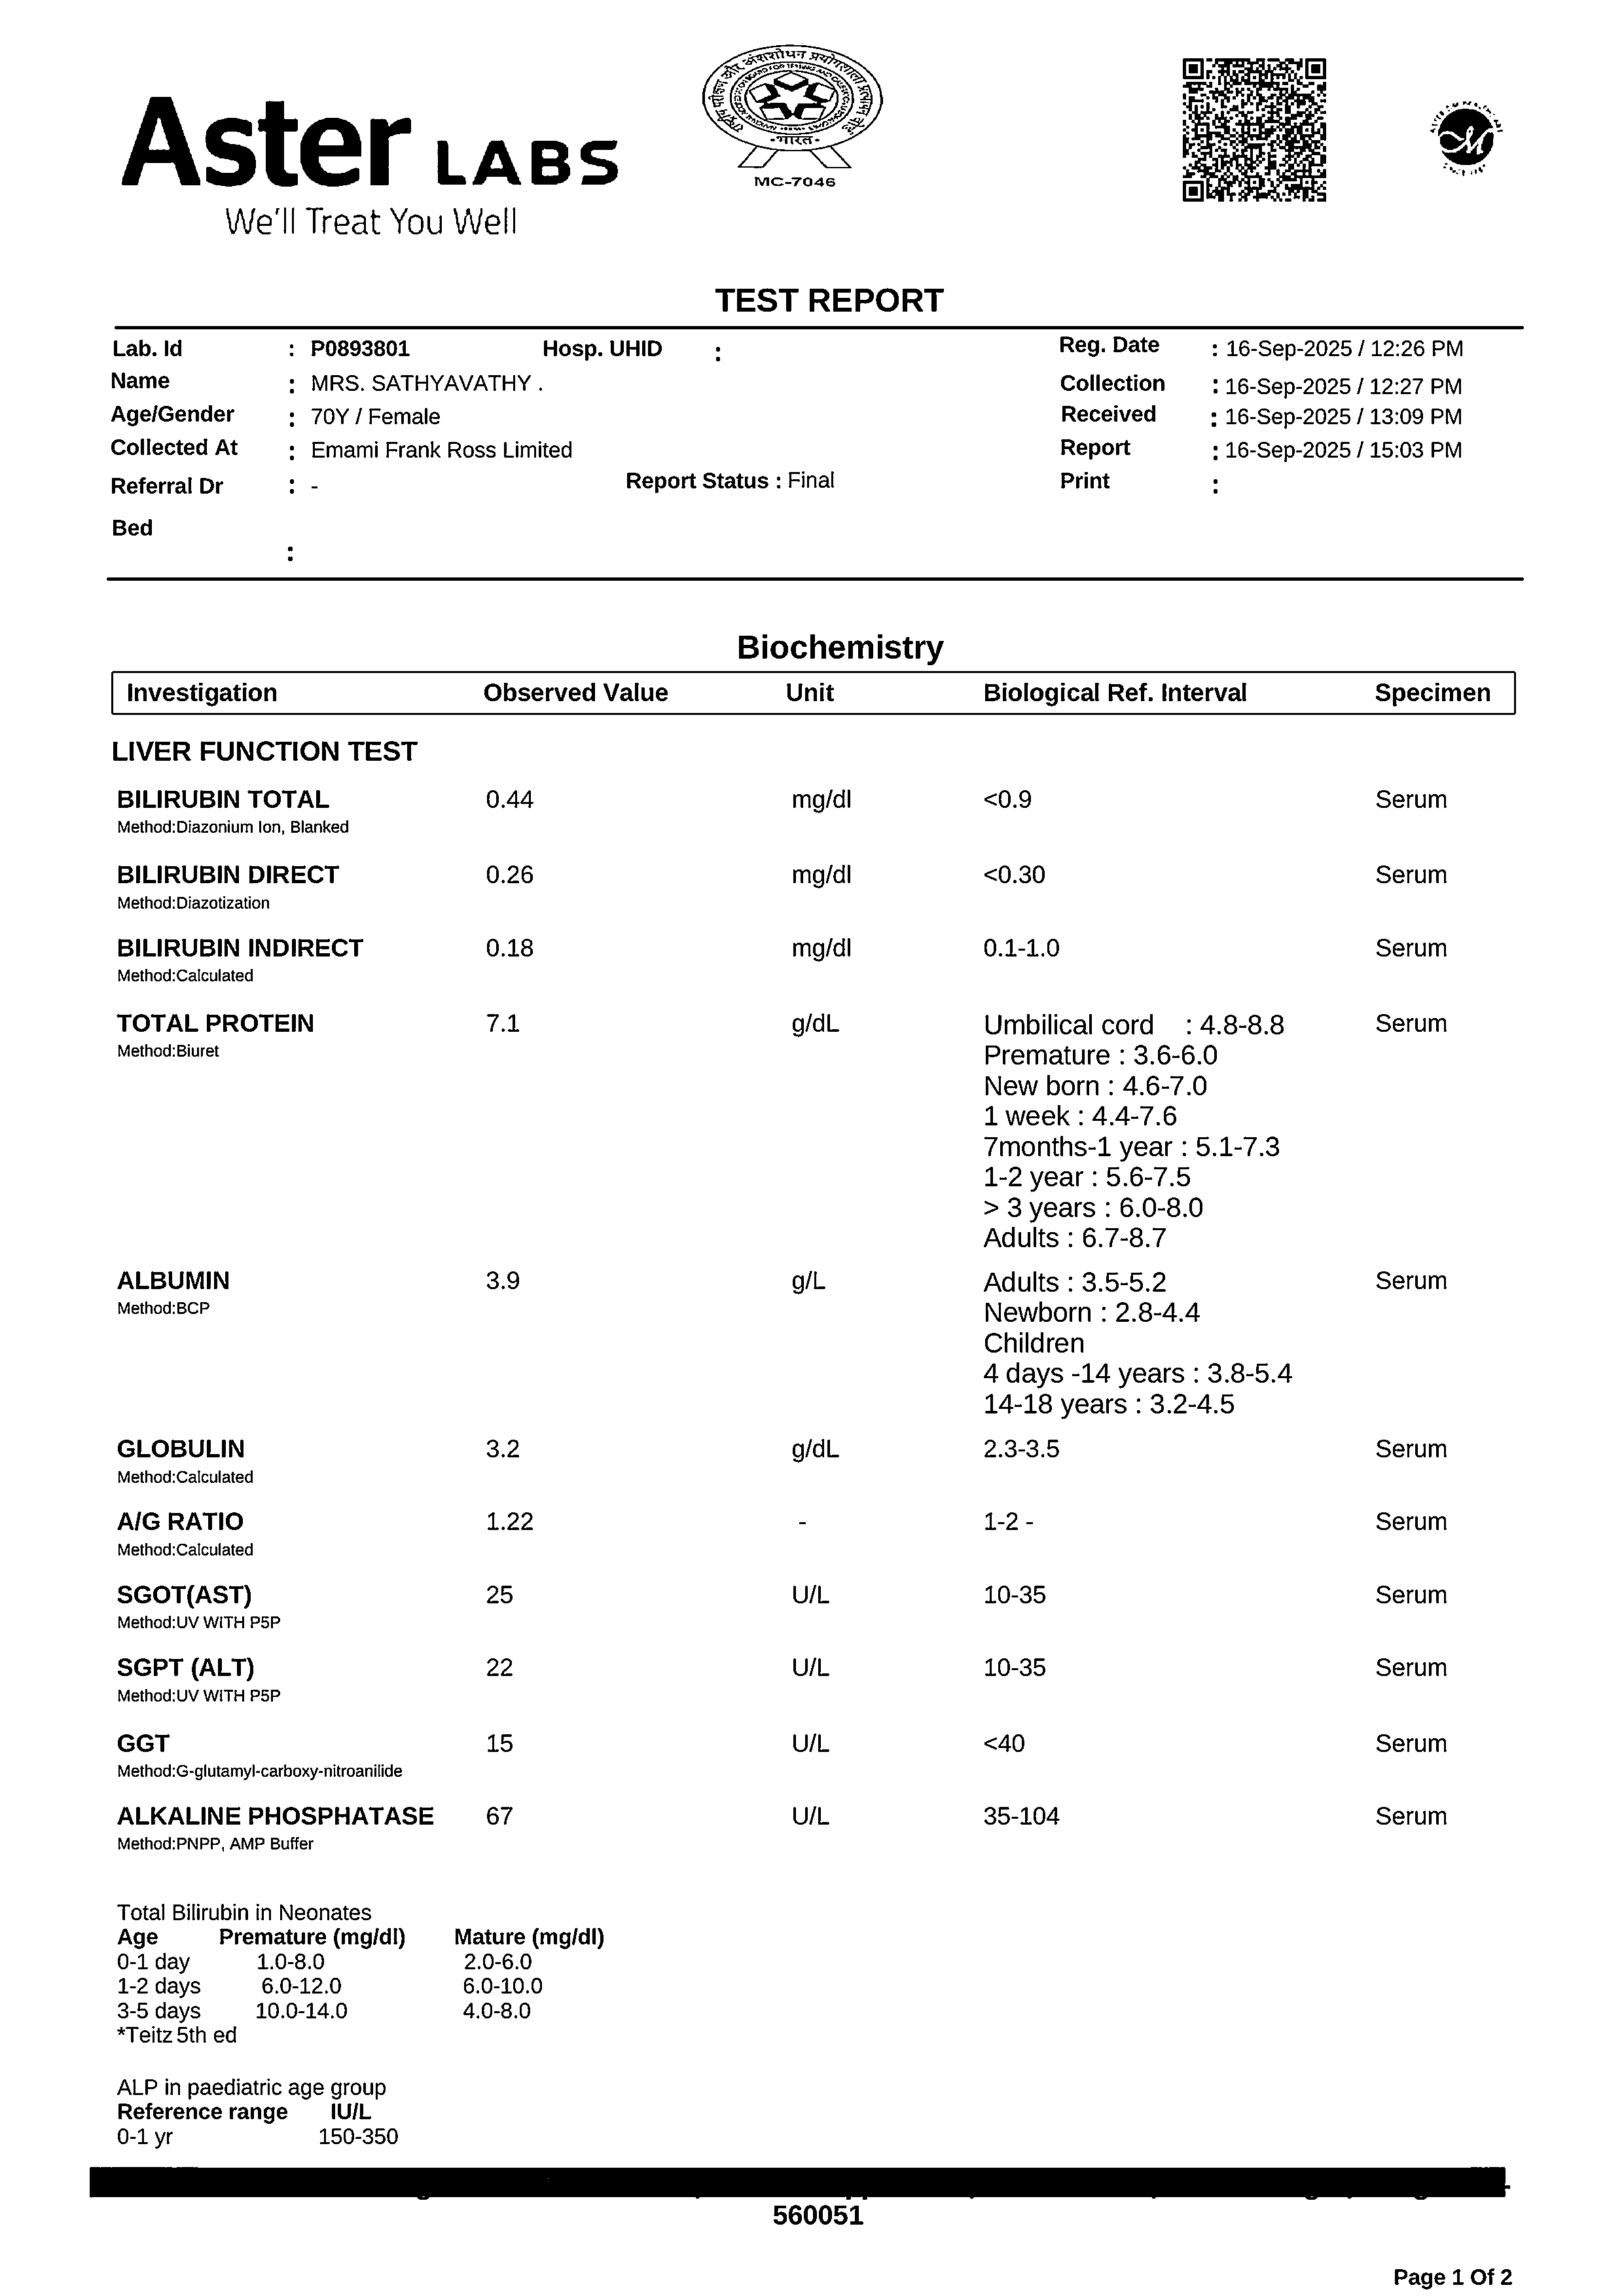 Aster LABS
We'll Treat You Well
भारत
MC-7046
TEST REPORT
Lab. Id : P0893801 Hosp. UHID : Reg. Date : 16-Sep-2025 / 12:26 PM
Name : MRS. SATHYAVATHY . Collection : 16-Sep-2025 / 12:27 PM
Age/Gender : 70Y / Female Received : 16-Sep-2025 / 13:09 PM
Collected At : Emami Frank Ross Limited Report : 16-Sep-2025 / 15:03 PM
Referral Dr : - Report Status : Final Print :
Bed :
Biochemistry
Investigation Observed Value Unit Biological Ref. Interval Specimen
LIVER FUNCTION TEST
BILIRUBIN TOTAL 0.44 mg/dl <0.9 Serum
Method:Diazonium Ion, Blanked
BILIRUBIN DIRECT 0.26 mg/dl <0.30 Serum
Method:Diazotization
BILIRUBIN INDIRECT 0.18 mg/dl 0.1-1.0 Serum
Method:Calculated
TOTAL PROTEIN 7.1 g/dL Umbilical cord : 4.8-8.8 Serum
Method:Biuret
Premature : 3.6-6.0
New born : 4.6-7.0
1 week : 4.4-7.6
7months-1 year : 5.1-7.3
1-2 year : 5.6-7.5
> 3 years : 6.0-8.0
Adults : 6.7-8.7
ALBUMIN 3.9 g/L Adults : 3.5-5.2 Serum
Method:BCP
Newborn : 2.8-4.4
Children
4 days -14 years : 3.8-5.4
14-18 years : 3.2-4.5
GLOBULIN 3.2 g/dL 2.3-3.5 Serum
Method:Calculated
A/G RATIO 1.22 - 1-2 - Serum
Method:Calculated
SGOT(AST) 25 U/L 10-35 Serum
Method:UV WITH P5P
SGPT (ALT) 22 U/L 10-35 Serum
Method:UV WITH P5P
GGT 15 U/L <40 Serum
Method:G-glutamyl-carboxy-nitroanilide
ALKALINE PHOSPHATASE 67 U/L 35-104 Serum
Method:PNPP, AMP Buffer
Total Bilirubin in Neonates
Age Premature (mg/dl) Mature (mg/dl)
0-1 day 1.0-8.0 2.0-6.0
1-2 days 6.0-12.0 6.0-10.0
3-5 days 10.0-14.0 4.0-8.0
*Teitz 5th ed
ALP in paediatric age group
Reference range IU/L
0-1 yr 150-350
560051
Page 1 Of 2